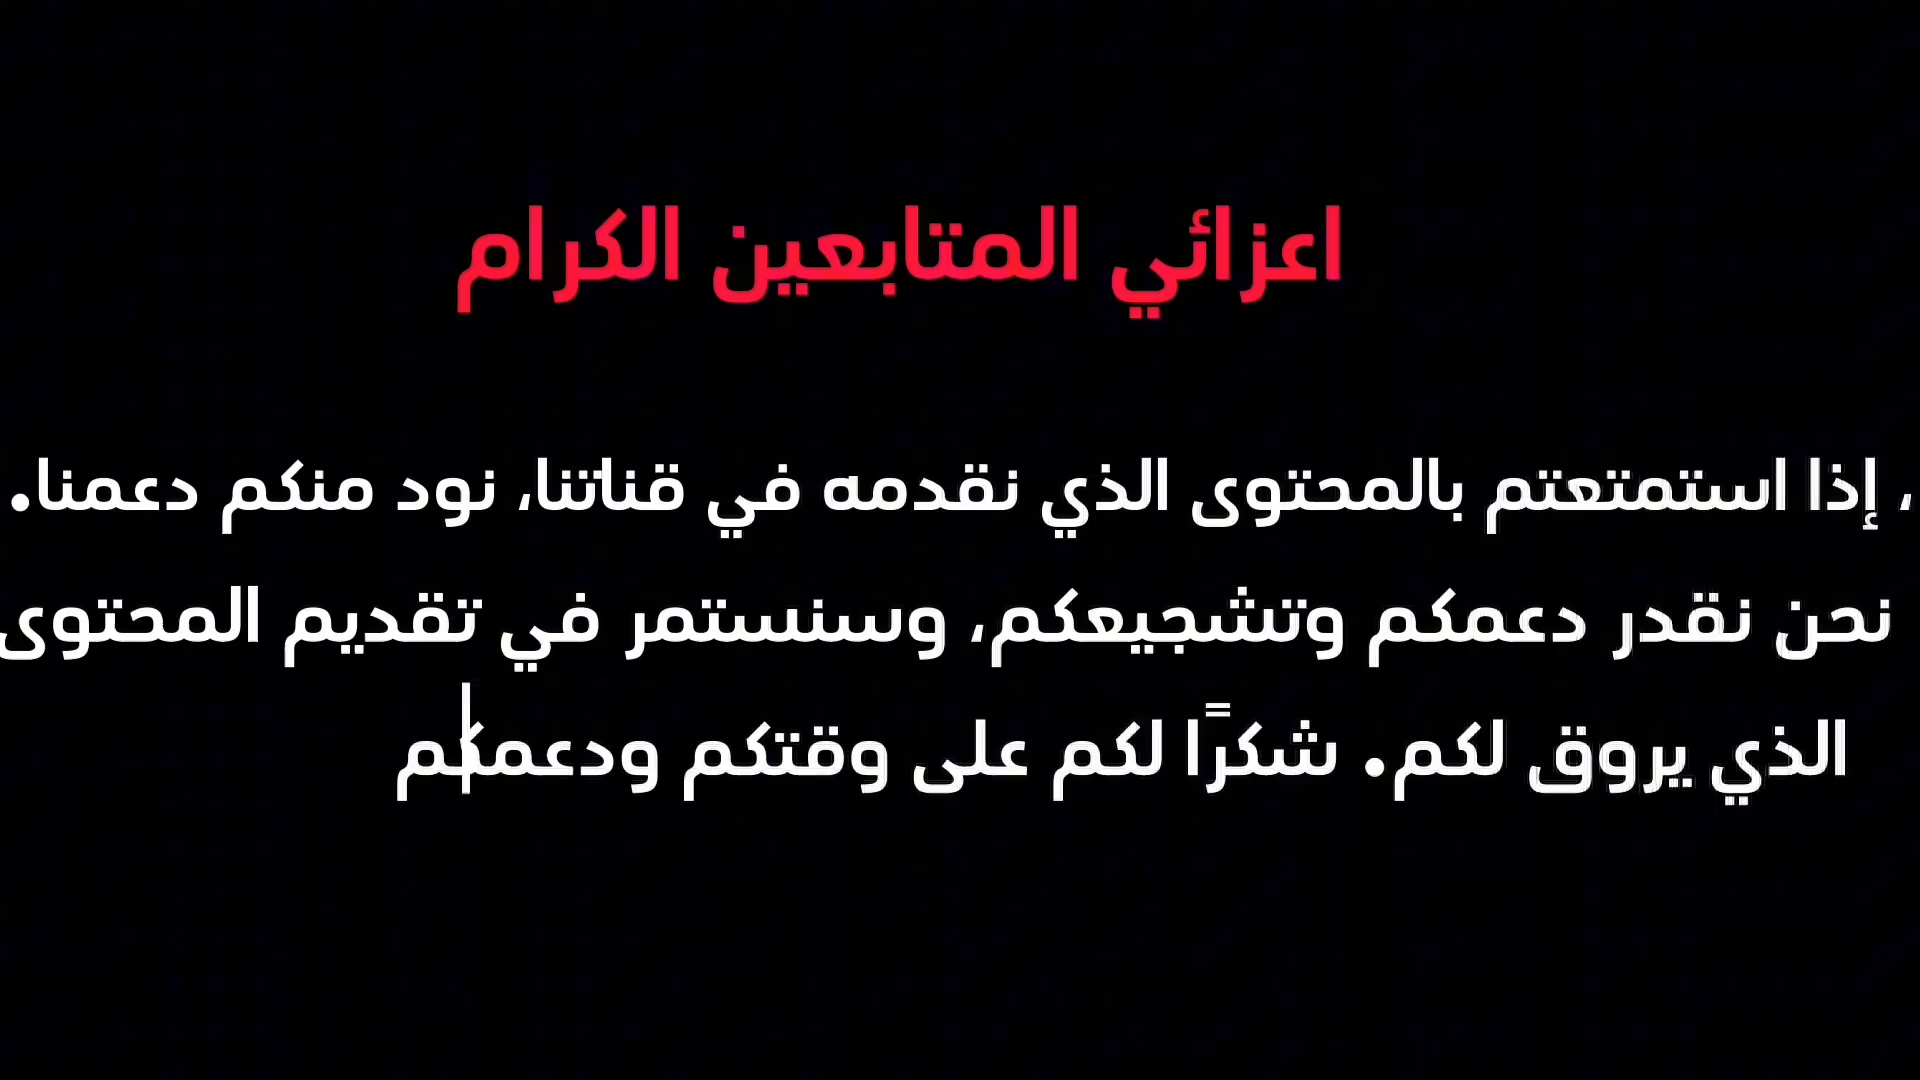 اعزائي المتابعين الكرام
، إذا استمتعتم بالمحتوى الذي نقدمه في قناتنا، نود منكم دعمنا.
نحن نقدر دعمكم وتشجيعكم، وسنستمر في تقديم المحتوى
الذي يروق لكم. شكرًا لكم على وقتكم ودعمكم